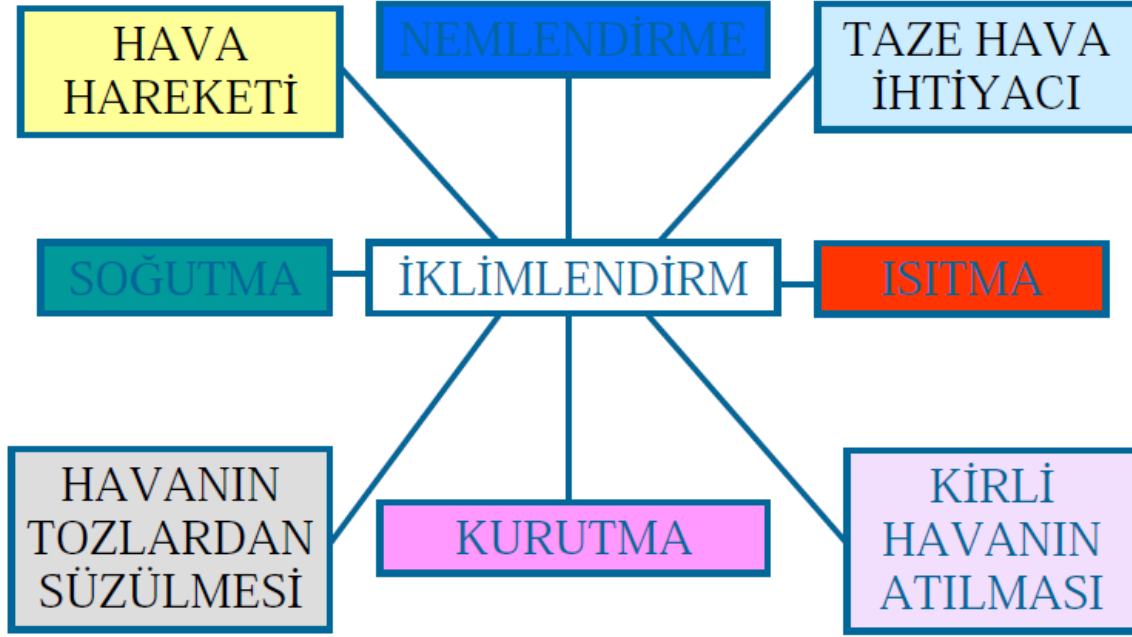 HAVA
HAREKETİ
NEMLENDİRME
TAZE HAVA
İHTİYACI
SOĞUTMA
İKLİMLENDİRM
ISITMA
HAVANIN
TOZLARDAN
SÜZÜLMESİ
KURUTMA
KİRLİ
HAVANIN
ATILMASI